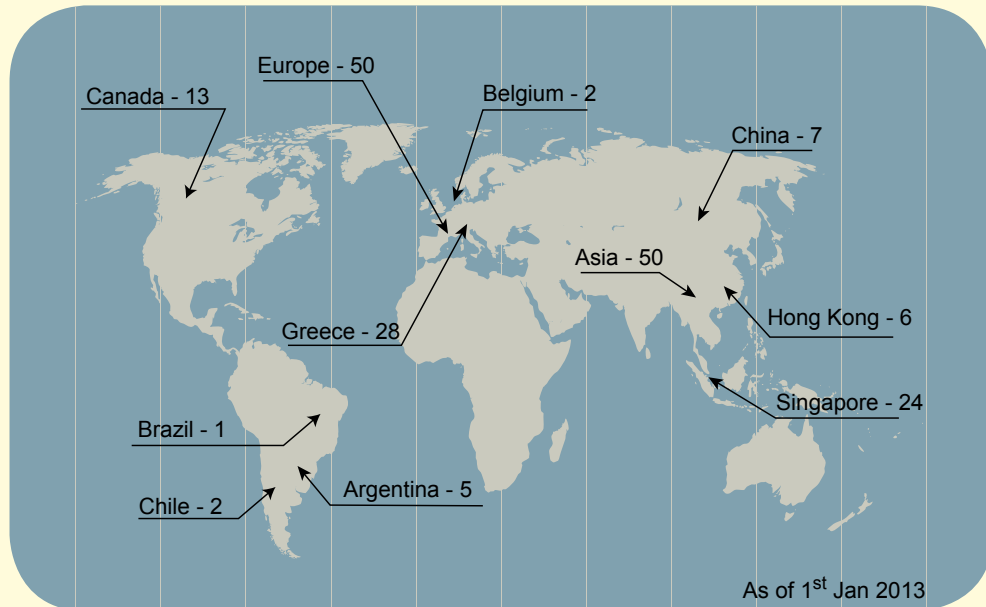 Europe - 50
Canada - 13
Belgium - 2
China - 7
Asia - 50
Hong Kong - 6
Greece - 28
Singapore - 24
Brazil - 1
Argentina - 5
Chile - 2
As of 1st Jan 2013